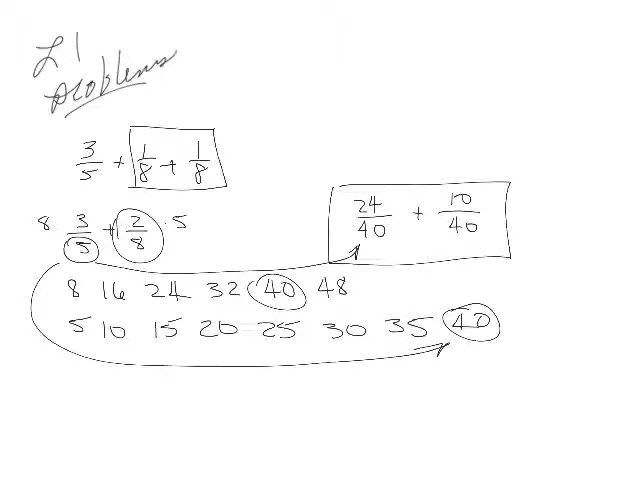 L1
Problems
3/5 + 1/8 + 1/8
8 3/5 + 2/8 · 5
24/40 + 10/40
8 16 24 32 40 48
5 10 15 20 25 30 35 40